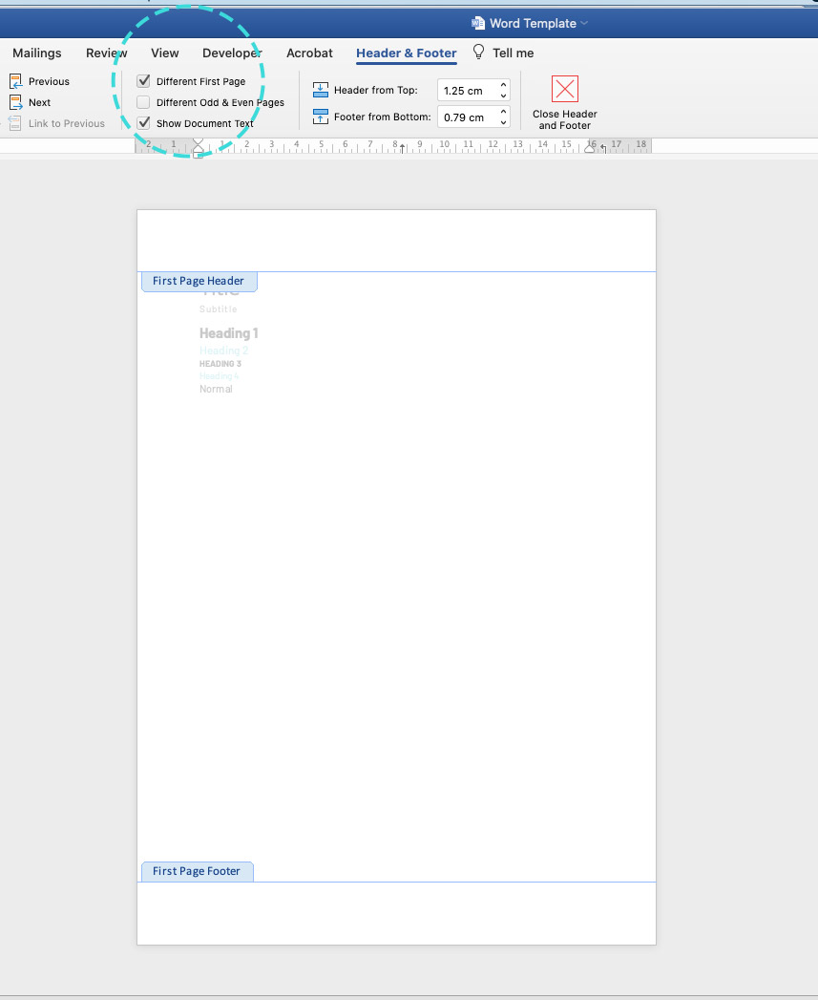 Word Template
Mailings Review View Developer Acrobat Header & Footer Tell me
Previous
Next
Link to Previous
Different First Page
Different Odd & Even Pages
Show Document Text
Header from Top: 1.25 cm
Footer from Bottom: 0.79 cm
Close Header
and Footer
2 1 1 2 3 4 5 6 7 8 9 10 11 12 13 14 15 16 17 18
First Page Header
Title
Subtitle
Heading 1
Heading 2
HEADING 3
Heading 4
Normal
First Page Footer